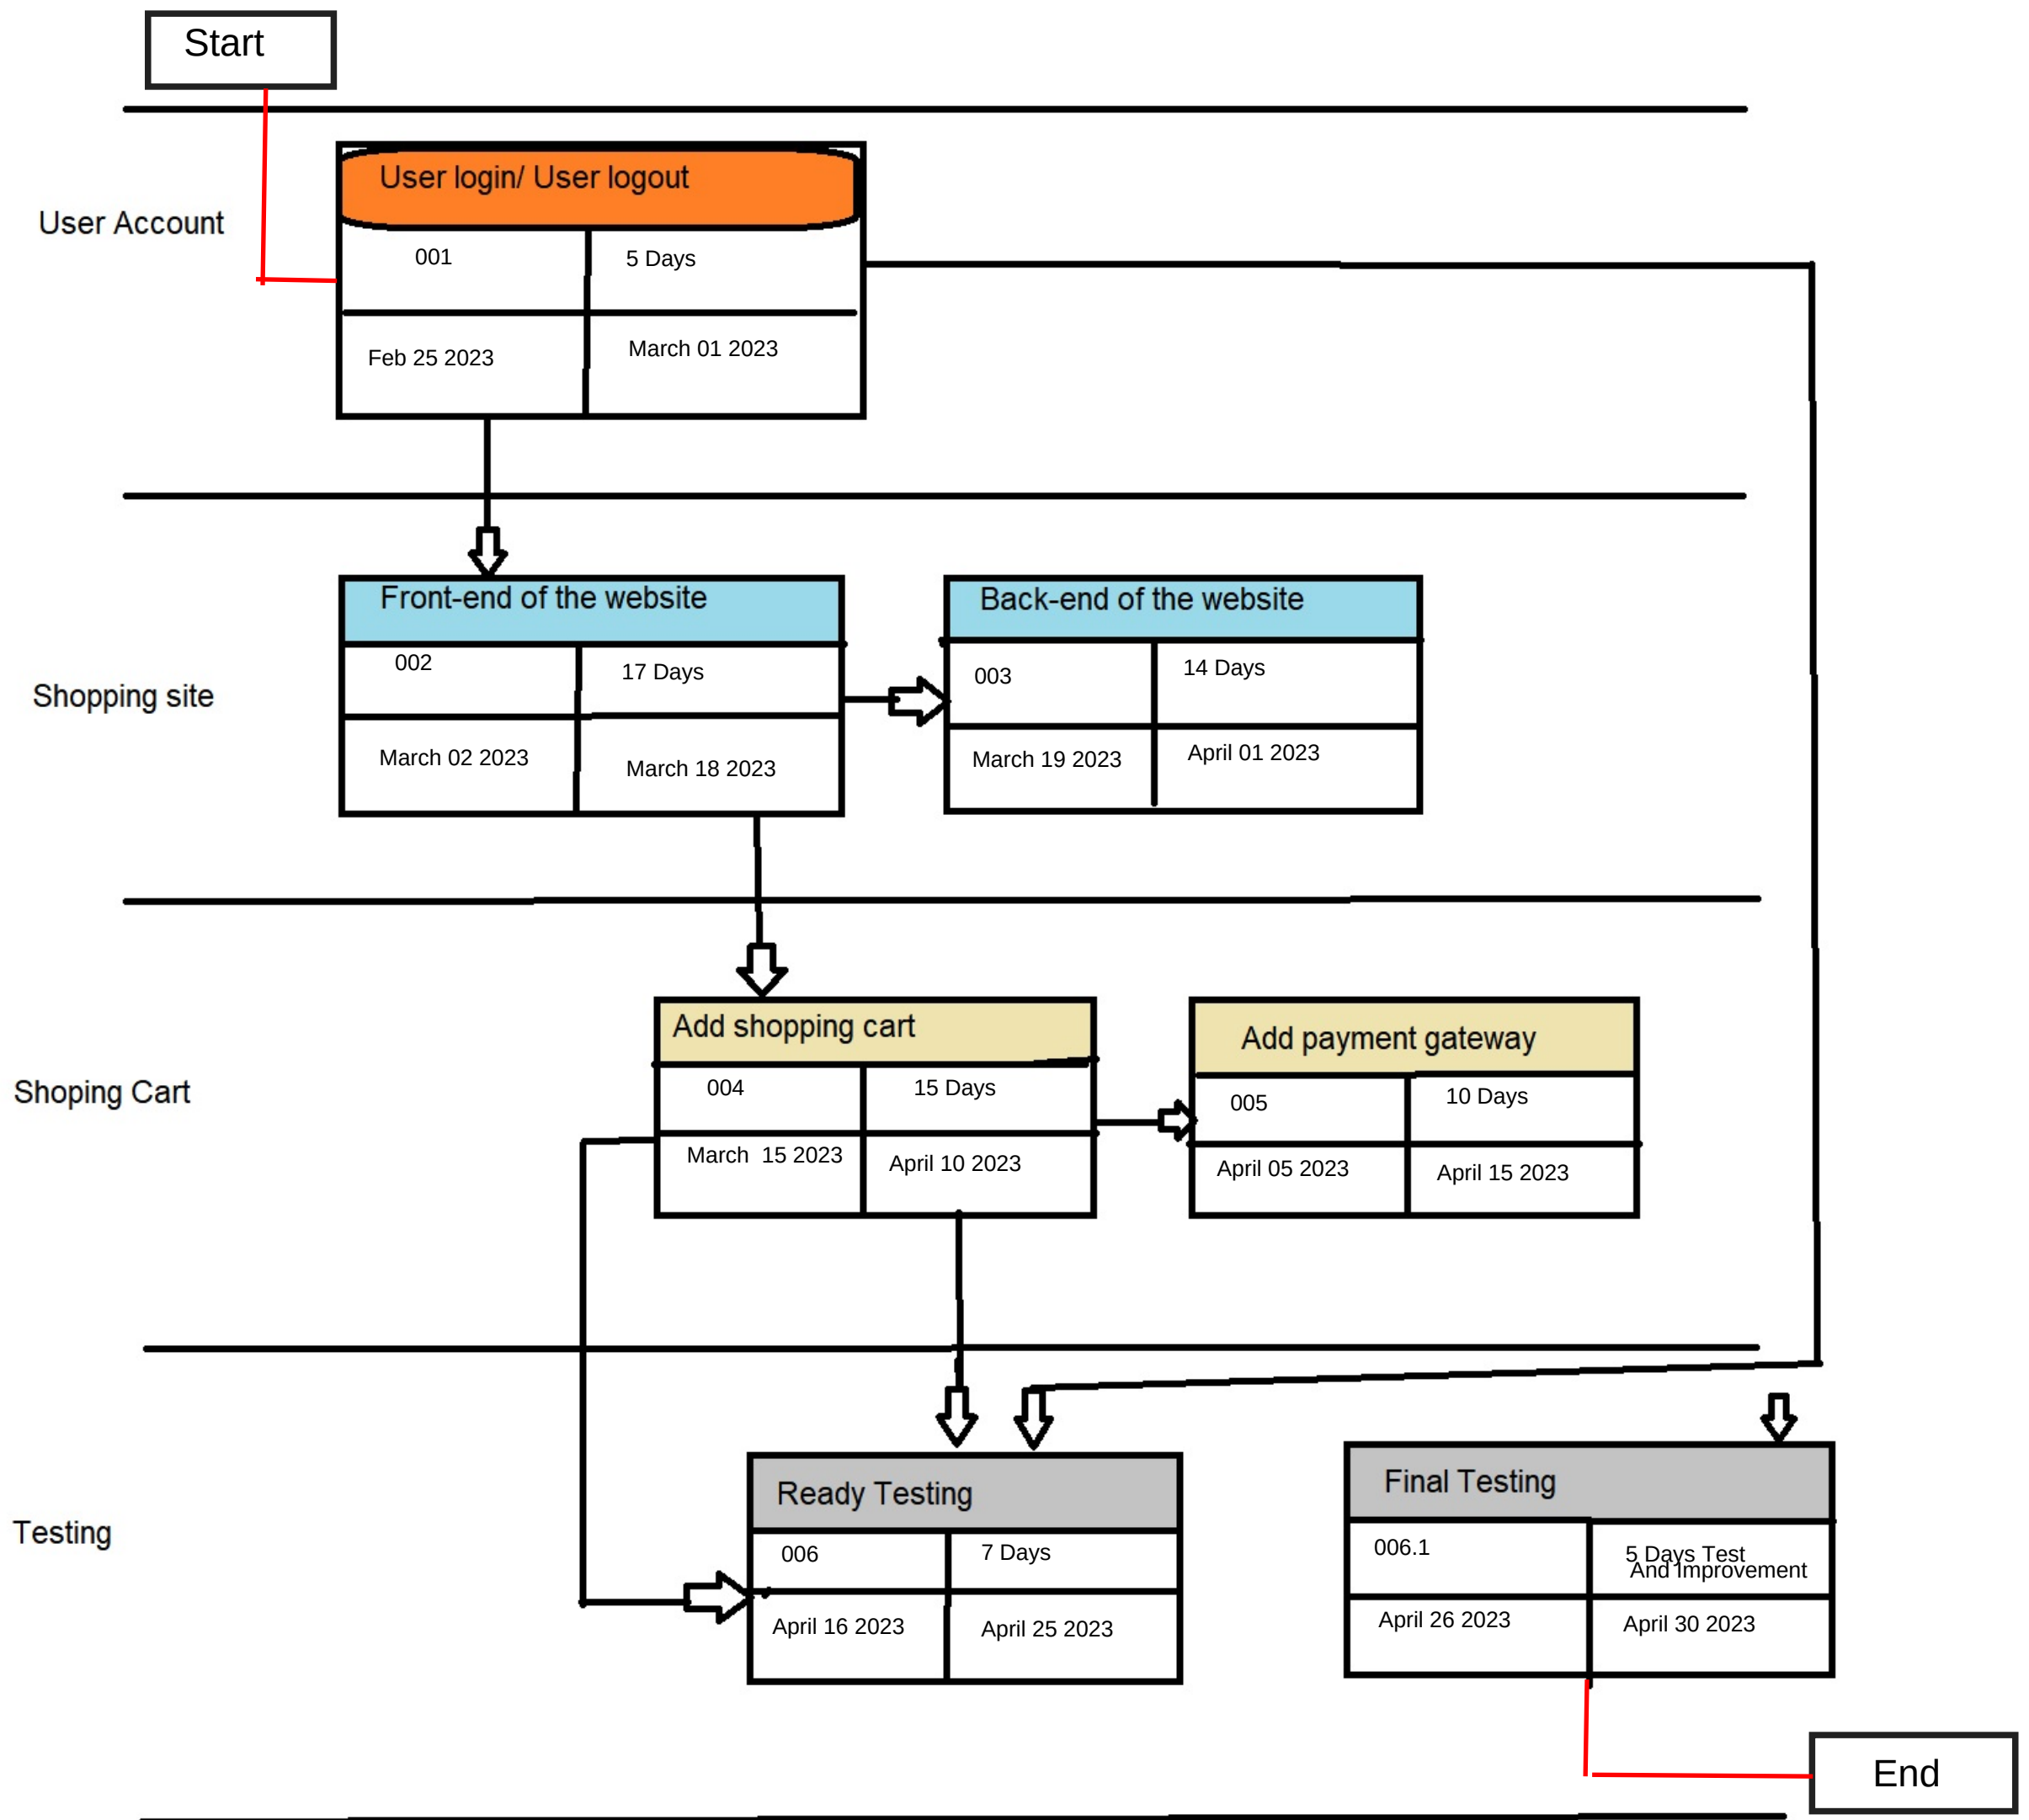 Start
User Account
User login/ User logout
001
5 Days
Feb 25 2023
March 01 2023
Shopping site
Front-end of the website
002
17 Days
March 02 2023
March 18 2023
Back-end of the website
003
14 Days
March 19 2023
April 01 2023
Shoping Cart
Add shopping cart
004
15 Days
March  15 2023
April 10 2023
Add payment gateway
005
10 Days
April 05 2023
April 15 2023
Testing
Ready Testing
006
7 Days
April 16 2023
April 25 2023
Final Testing
006.1
5 Days Test
And Improvement
April 26 2023
April 30 2023
End